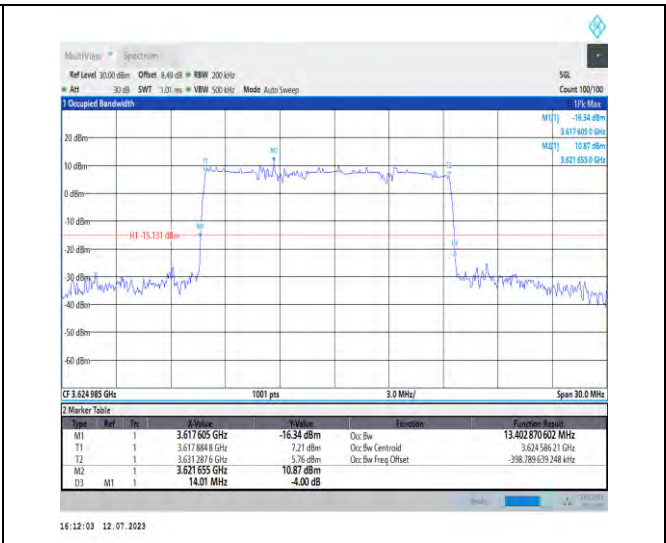 MultiView Spectrum
Ref Level 30.00 dBm Offset 8.49 dB RBW 200 kHz SGL
Att 30 dB SWT 1.01 ms VBW 500 kHz Mode Auto Sweep Count 100/100
1 Occupied Bandwidth 1Pk Max
M1[1] -16.34 dBm
3.617 605 0 GHz
20 dBm
M2[1] 10.87 dBm
3.621 655 0 GHz
M2
T1
T2
10 dBm
0 dBm
-10 dBm
M1
H1 -15.131 dBm
-20 dBm
D3
-30 dBm
-40 dBm
-50 dBm
-60 dBm
CF 3.624 985 GHz 1001 pts 3.0 MHz/ Span 30.0 MHz
2 Marker Table
Type Ref Trc X-Value Y-Value Function Function Result
M1 1 3.617 605 GHz -16.34 dBm Occ Bw 13.402 870 602 MHz
T1 1 3.617 884 8 GHz 7.21 dBm Occ Bw Centroid 3.624 586 21 GHz
T2 1 3.631 287 6 GHz 5.76 dBm Occ Bw Freq Offset -398.789 639 248 kHz
M2 1 3.621 655 GHz 10.87 dBm
D3 M1 1 14.01 MHz -4.00 dB
16:12:03 12.07.2023